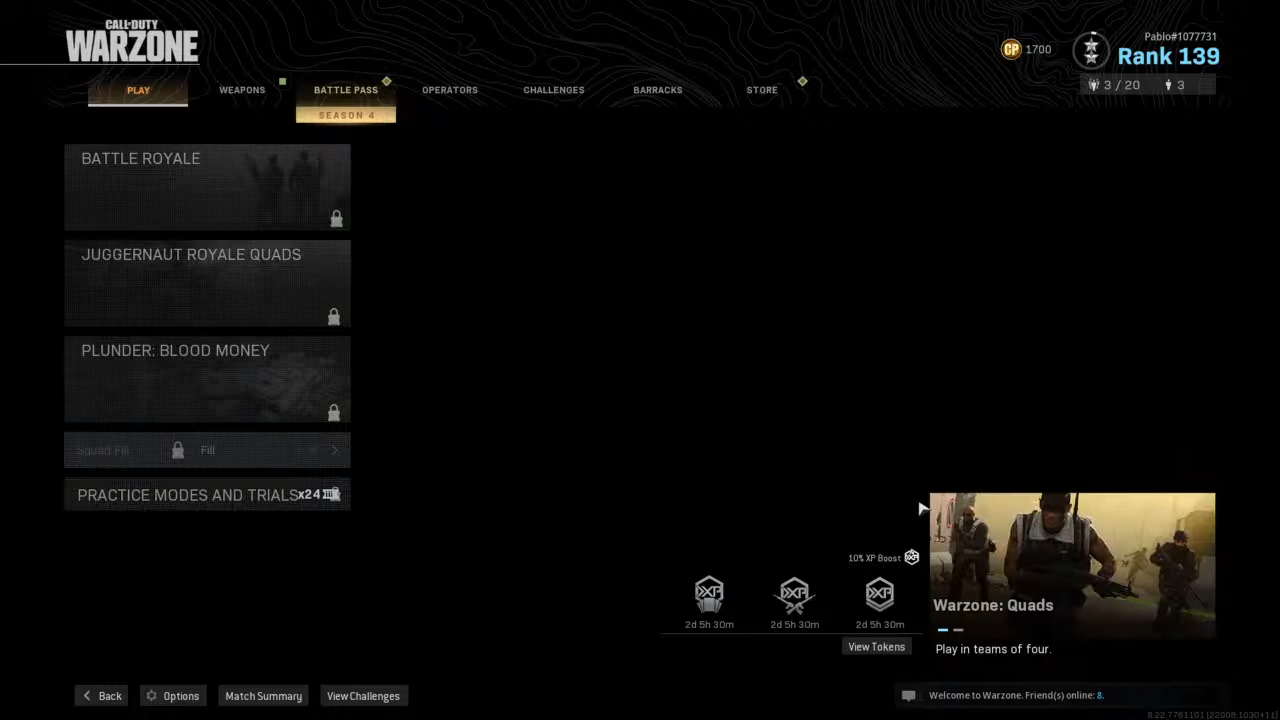 CALL OF DUTY
WARZONE
CP 1700
Pablo#1077731
Rank 139
3 / 20 3
PLAY
WEAPONS
BATTLE PASS
OPERATORS
CHALLENGES
BARRACKS
STORE
SEASON 4
BATTLE ROYALE
JUGGERNAUT ROYALE QUADS
PLUNDER: BLOOD MONEY
Squad Fill Fill
PRACTICE MODES AND TRIALS x24
10% XP Boost
2d 5h 30m
2d 5h 30m
2d 5h 30m
View Tokens
Warzone: Quads
Play in teams of four.
Back
Options
Match Summary
View Challenges
Welcome to Warzone. Friend(s) online: 8.